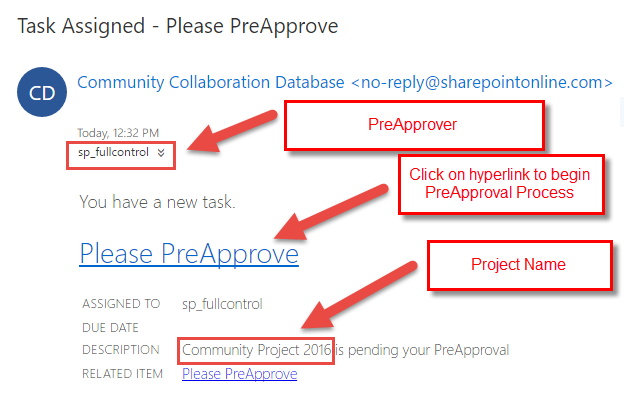 Task Assigned - Please PreApprove
CD
Community Collaboration Database <no-reply@sharepointonline.com>
PreApprover
Today, 12:32 PM
sp_fullcontrol
Click on hyperlink to begin
PreApproval Process
You have a new task.
Please PreApprove
Project Name
ASSIGNED TO sp_fullcontrol
DUE DATE
DESCRIPTION Community Project 2016 is pending your PreApproval
RELATED ITEM Please PreApprove